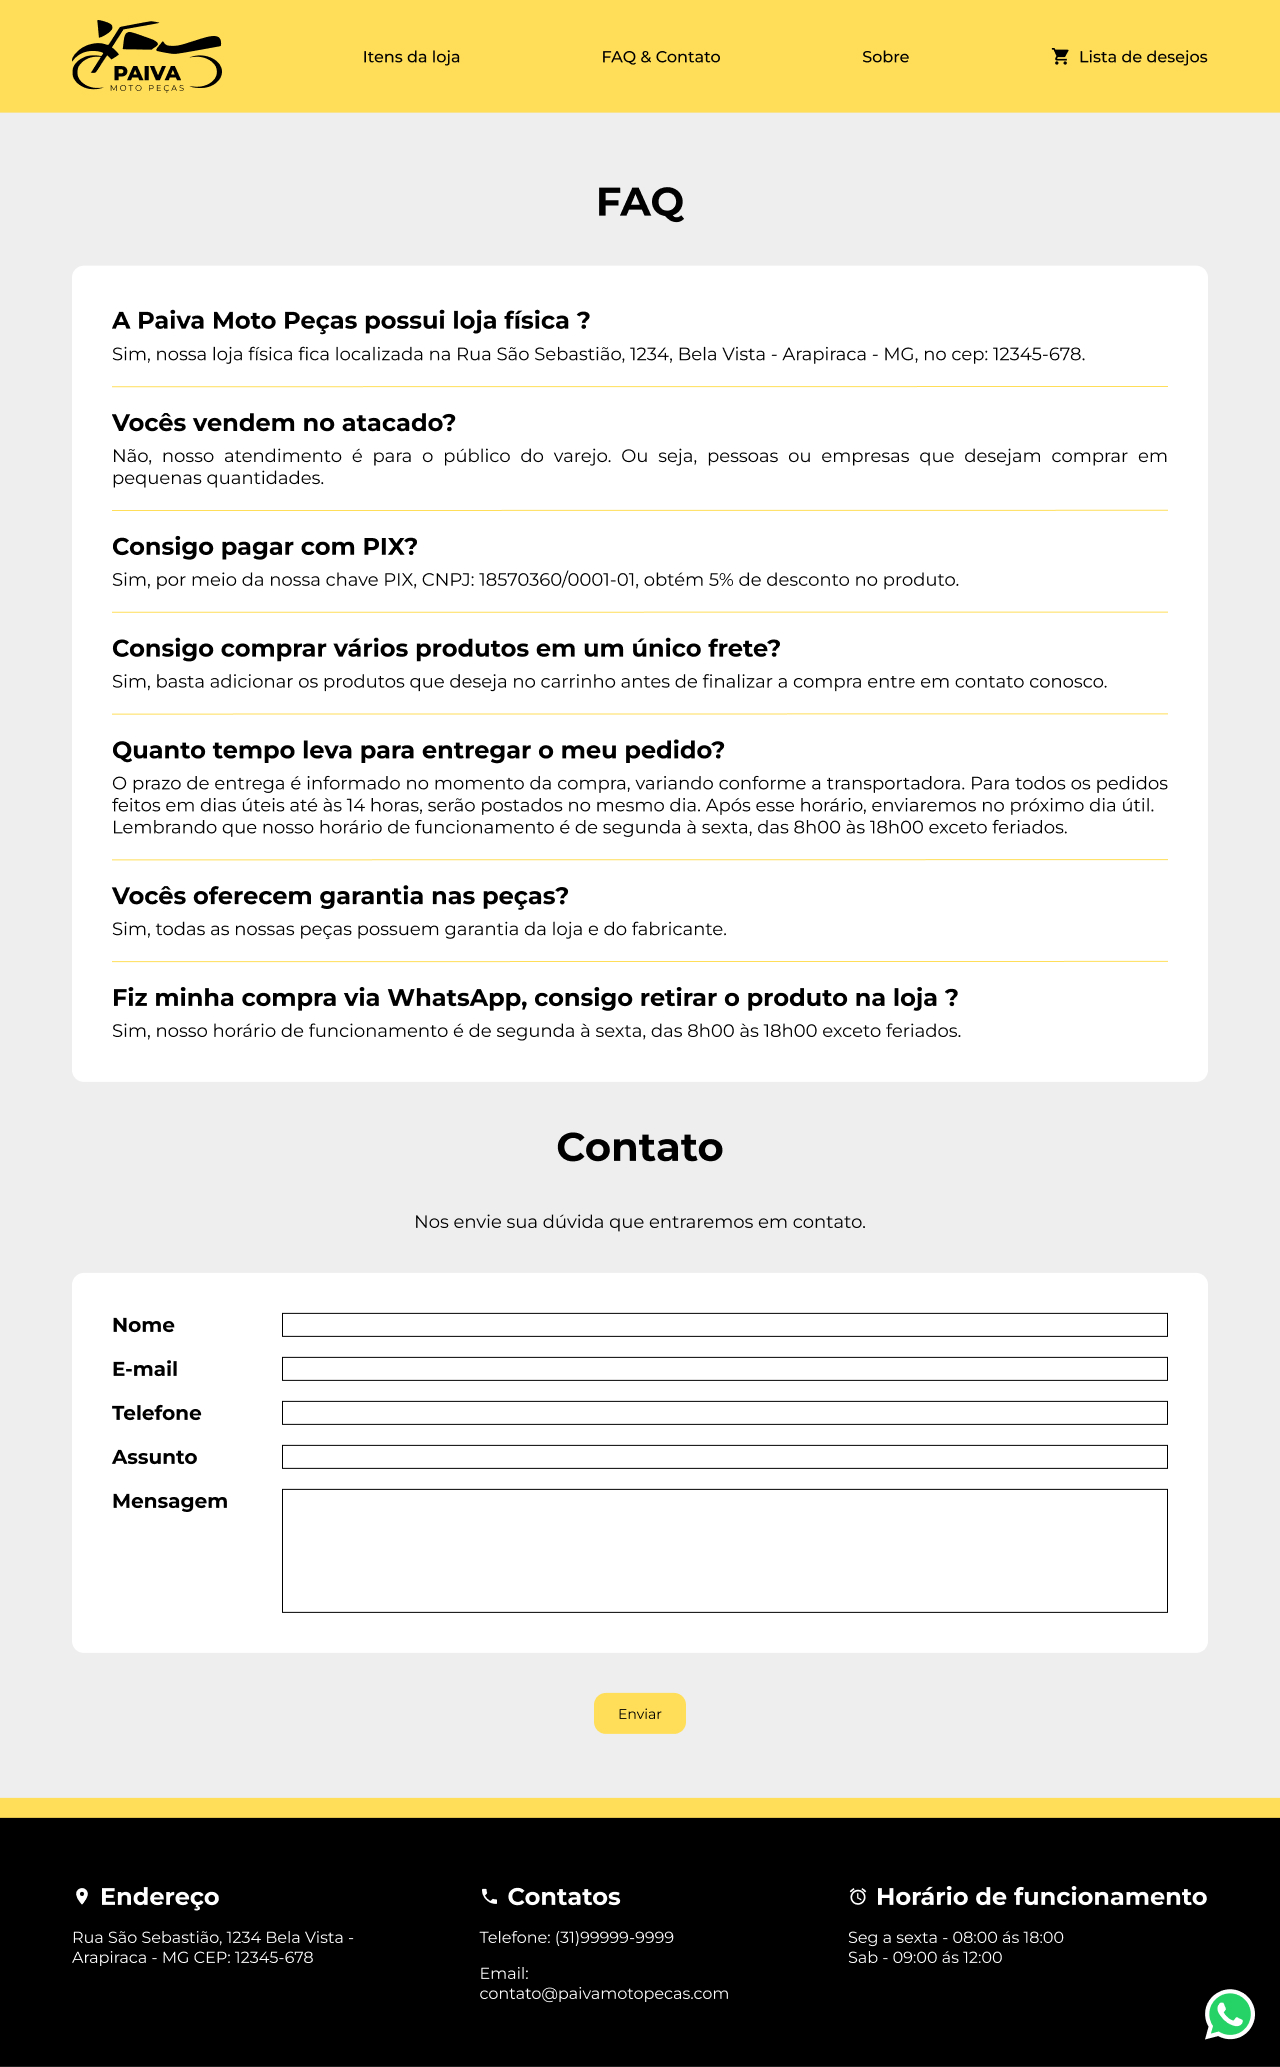 PAIVA
MOTO PEÇAS
Itens da loja
FAQ & Contato
Sobre
Lista de desejos
FAQ
A Paiva Moto Peças possui loja física ?
Sim, nossa loja física fica localizada na Rua São Sebastião, 1234, Bela Vista - Arapiraca - MG, no cep: 12345-678.
Vocês vendem no atacado?
Não, nosso atendimento é para o público do varejo. Ou seja, pessoas ou empresas que desejam comprar em
pequenas quantidades.
Consigo pagar com PIX?
Sim, por meio da nossa chave PIX, CNPJ: 18570360/0001-01, obtém 5% de desconto no produto.
Consigo comprar vários produtos em um único frete?
Sim, basta adicionar os produtos que deseja no carrinho antes de finalizar a compra entre em contato conosco.
Quanto tempo leva para entregar o meu pedido?
O prazo de entrega é informado no momento da compra, variando conforme a transportadora. Para todos os pedidos
feitos em dias úteis até às 14 horas, serão postados no mesmo dia. Após esse horário, enviaremos no próximo dia útil.
Lembrando que nosso horário de funcionamento é de segunda à sexta, das 8h00 às 18h00 exceto feriados.
Vocês oferecem garantia nas peças?
Sim, todas as nossas peças possuem garantia da loja e do fabricante.
Fiz minha compra via WhatsApp, consigo retirar o produto na loja ?
Sim, nosso horário de funcionamento é de segunda à sexta, das 8h00 às 18h00 exceto feriados.
Contato
Nos envie sua dúvida que entraremos em contato.
Nome
E-mail
Telefone
Assunto
Mensagem
Enviar
Endereço
Rua São Sebastião, 1234 Bela Vista -
Arapiraca - MG CEP: 12345-678
Contatos
Telefone: (31)99999-9999
Email:
contato@paivamotopecas.com
Horário de funcionamento
Seg a sexta - 08:00 ás 18:00
Sab - 09:00 ás 12:00